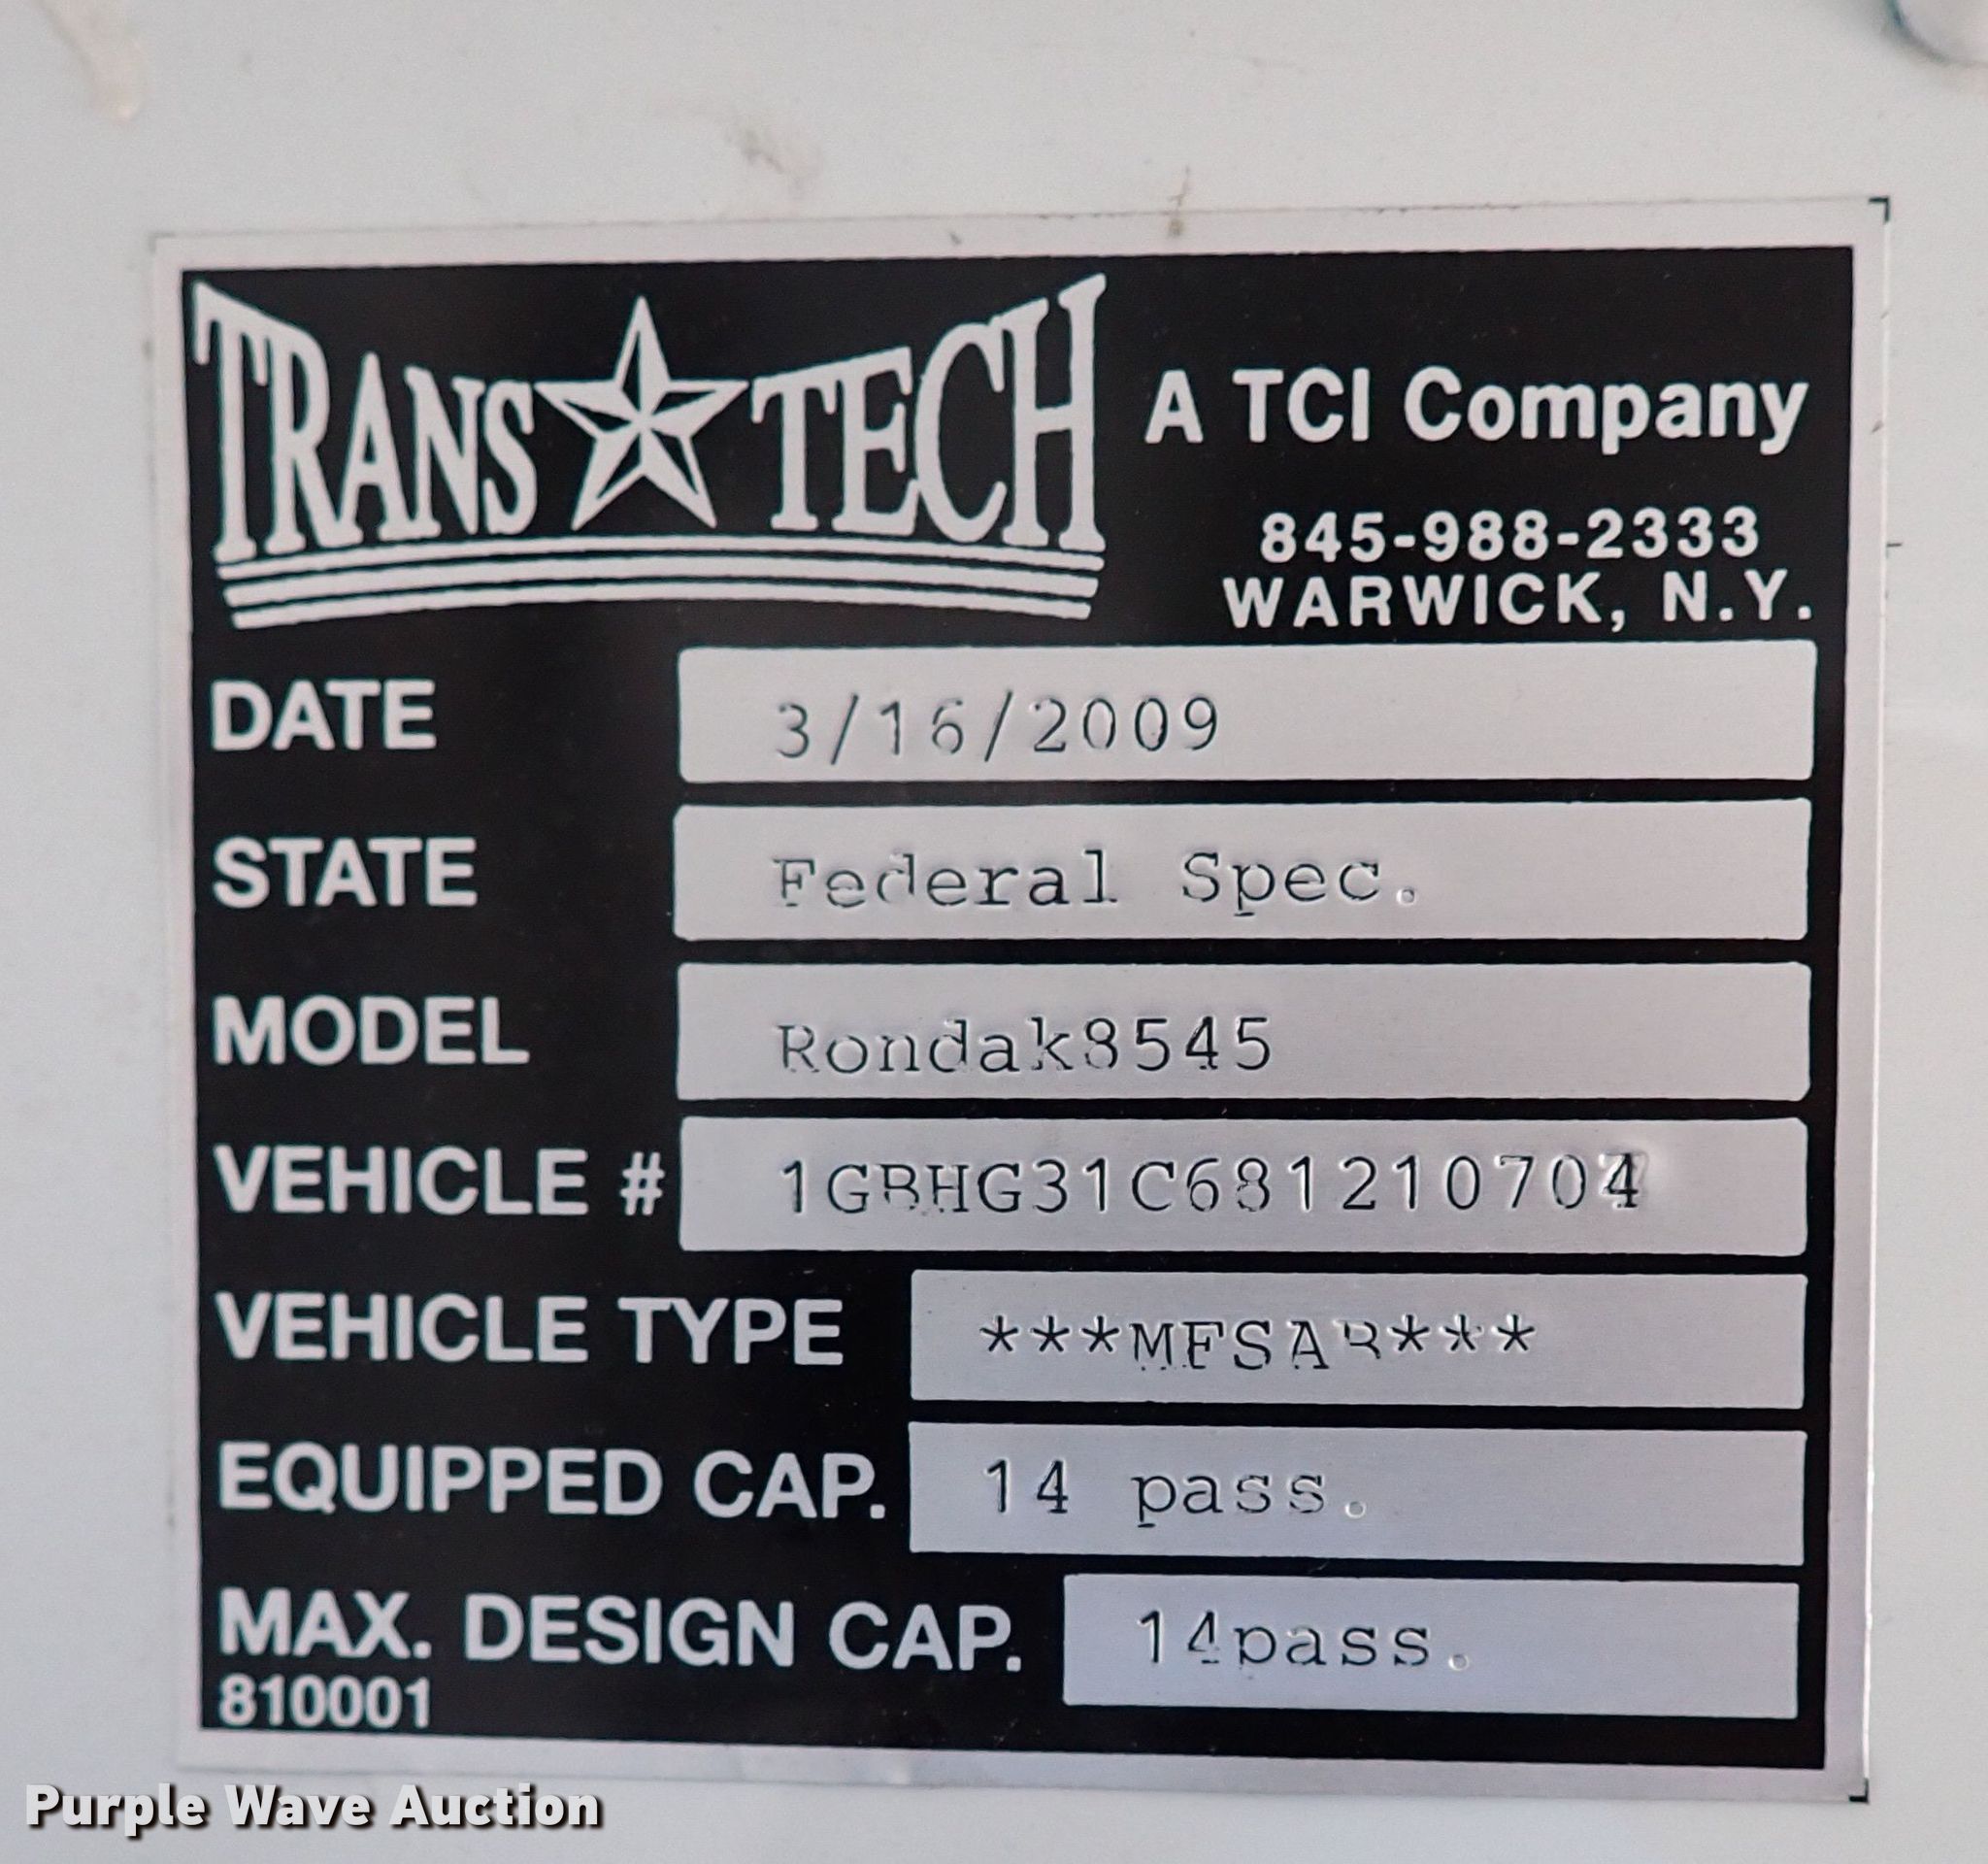 TRANS TECH
A TCI Company
845-988-2333
WARWICK, N.Y.
DATE 3/16/2009
STATE Federal Spec.
MODEL Rondak8545
VEHICLE # 1GBHG31C681210704
VEHICLE TYPE ***MFSAB***
EQUIPPED CAP. 14 pass.
MAX. DESIGN CAP. 14pass.
810001
Purple Wave Auction